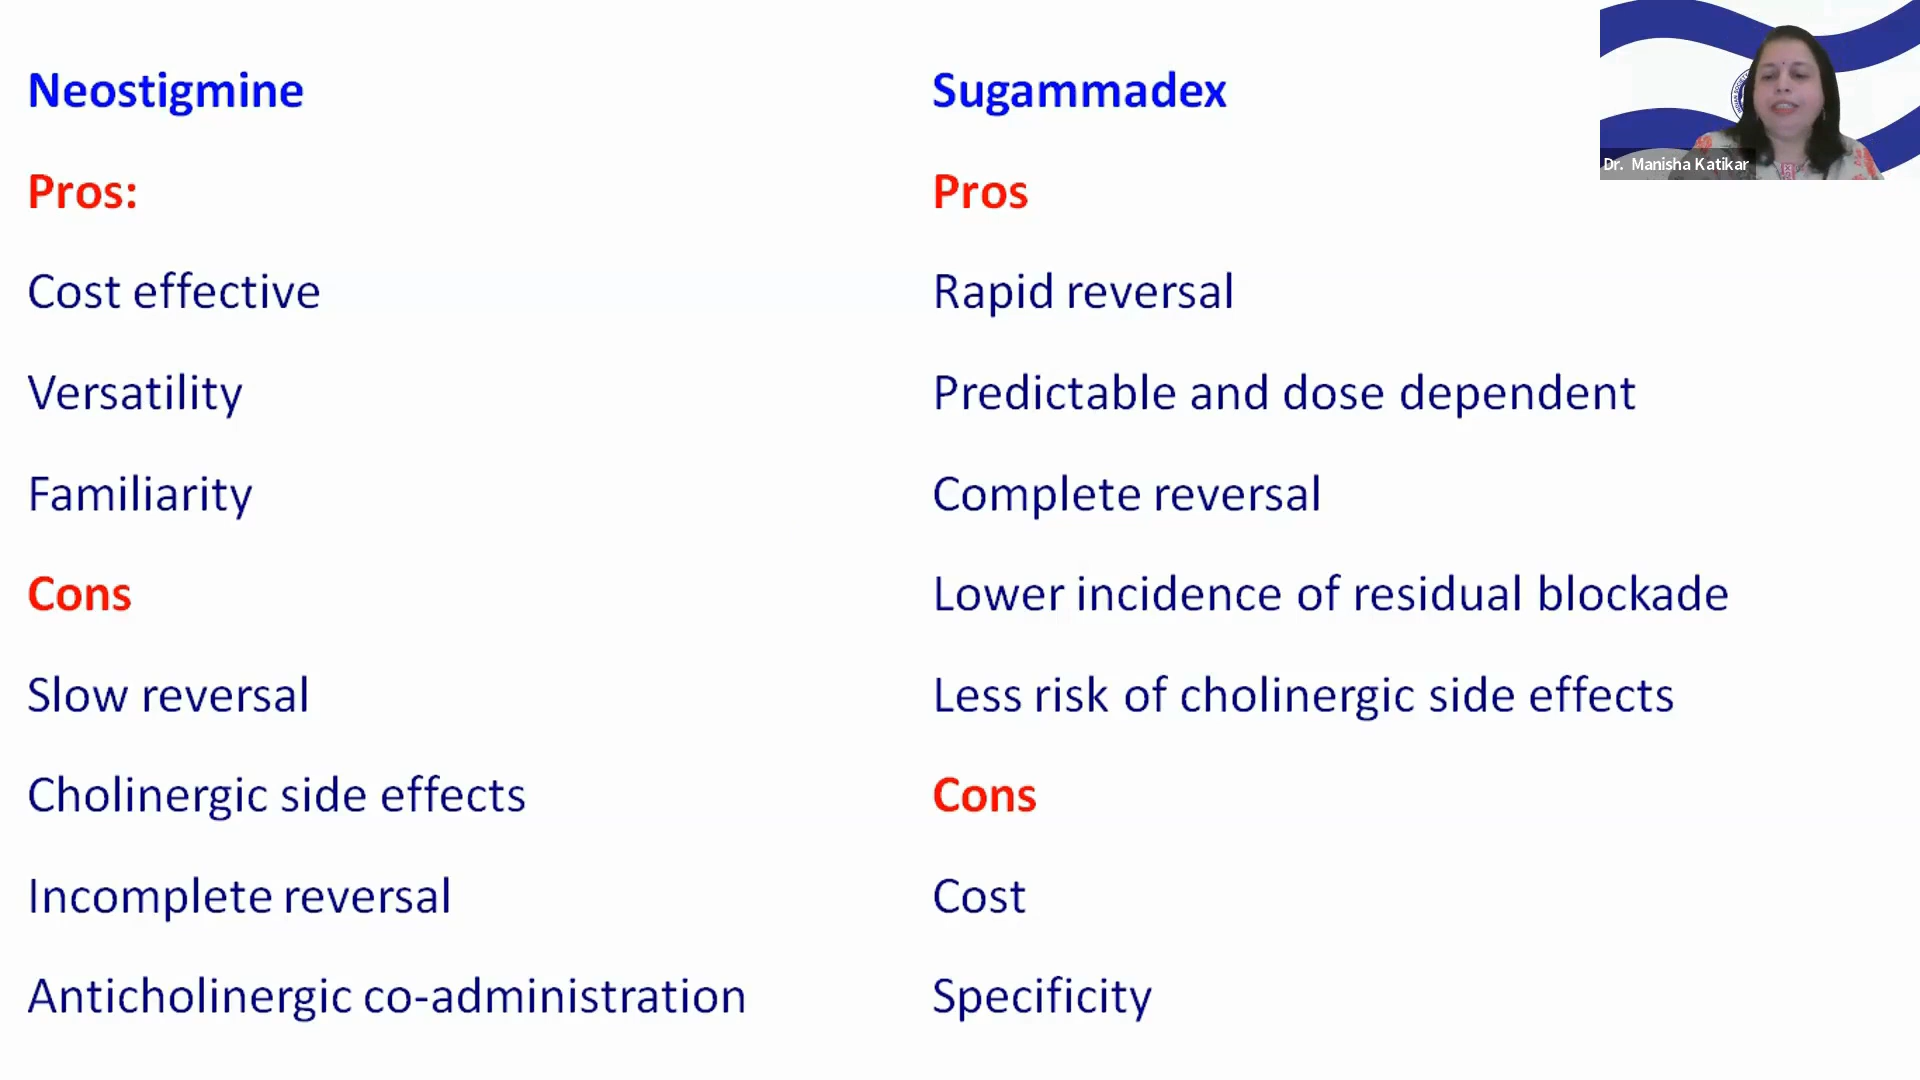 Neostigmine
Pros:
Cost effective
Versatility
Familiarity
Cons
Slow reversal
Cholinergic side effects
Incomplete reversal
Anticholinergic co-administration
Sugammadex
Pros
Rapid reversal
Predictable and dose dependent
Complete reversal
Lower incidence of residual blockade
Less risk of cholinergic side effects
Cons
Cost
Specificity
Dr. Manisha Katikar